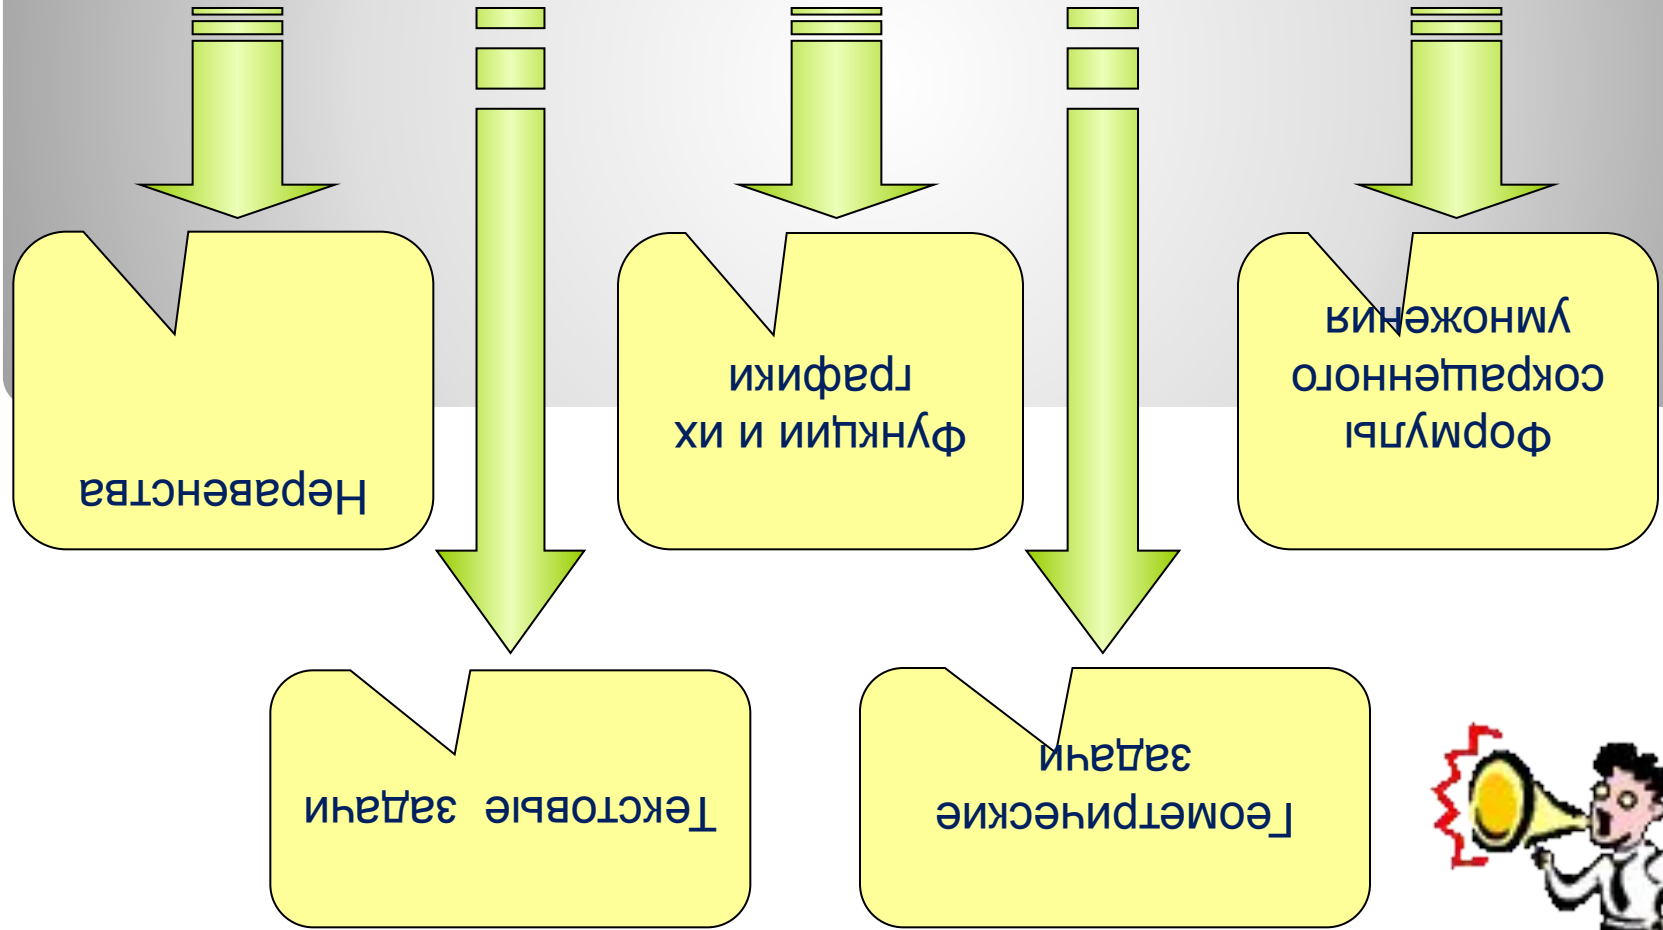 Неравенства
Функции и их
графики
Формулы
сокращенного
умножения
Текстовые задачи
Геометрические
задачи